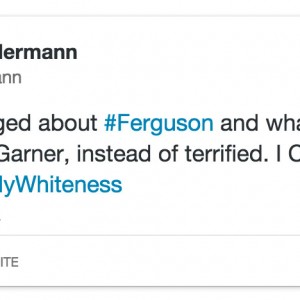 lermann
ann
ged about #Ferguson and wha
Garner, instead of terrified. I C
lyWhiteness
ITE